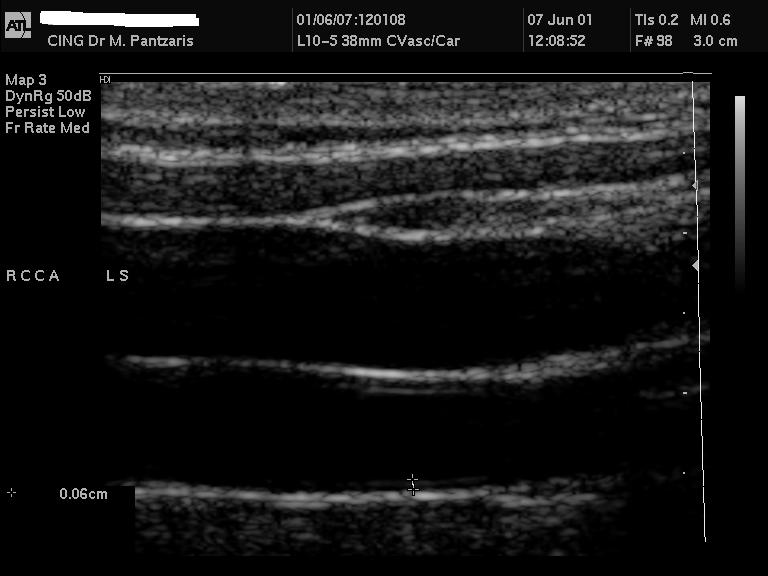 ATL
01/06/07:120108 07 Jun 01 TIs 0.2 MI 0.6
CING Dr M. Pantzaris L10-5 38mm CVasc/Car 12:08:52 F# 98 3.0 cm
Map 3
DynRg 50dB
Persist Low
Fr Rate Med
HDI
RCCA LS
0.06cm